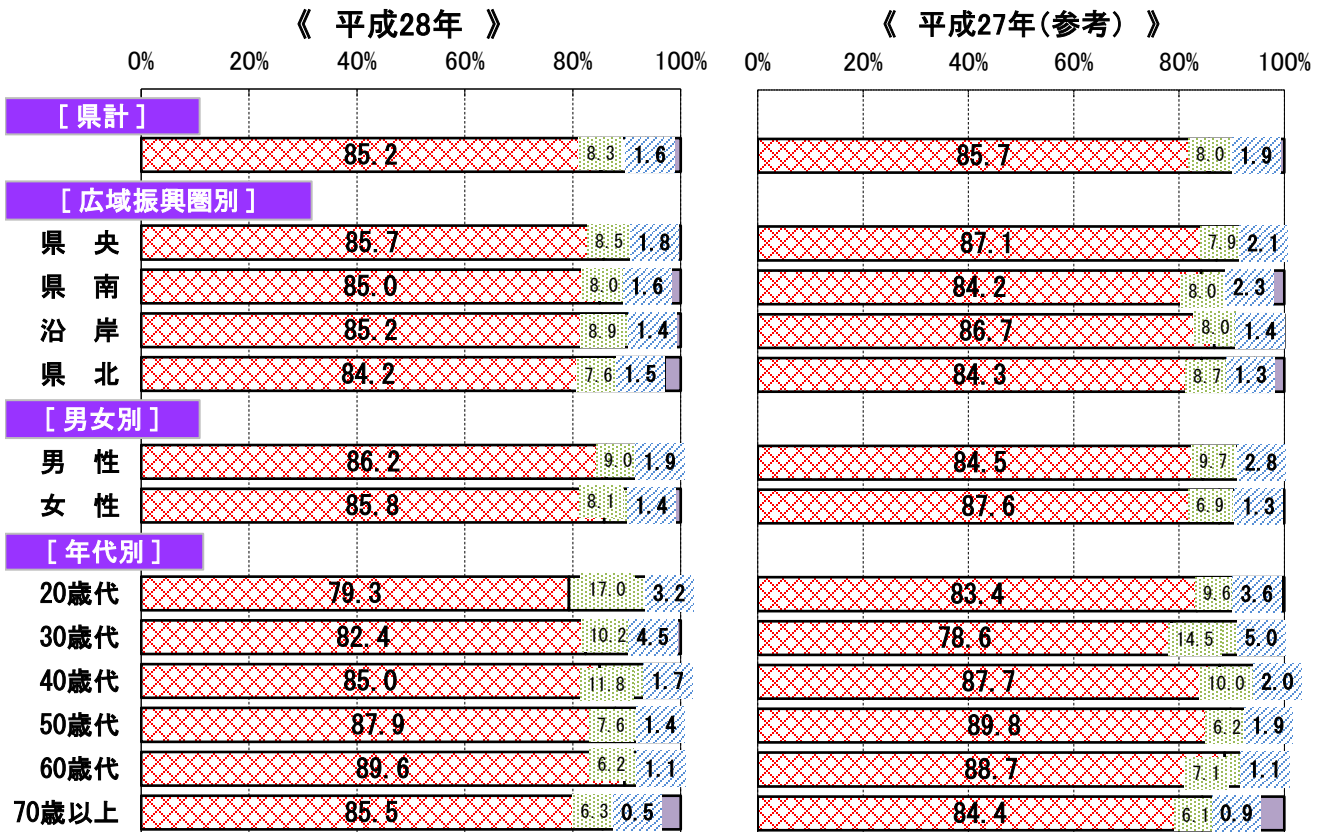 《 平成28年 》 《 平成27年(参考) 》
0% 20% 40% 60% 80% 100% 0% 20% 40% 60% 80% 100%
[ 県計 ]
85.2 8.3 1.6 85.7 8.0 1.9
[ 広域振興圏別 ]
県 央 85.7 8.5 1.8 87.1 7.9 2.1
県 南 85.0 8.0 1.6 84.2 8.0 2.3
沿 岸 85.2 8.9 1.4 86.7 8.0 1.4
県 北 84.2 7.6 1.5 84.3 8.7 1.3
[ 男女別 ]
男 性 86.2 9.0 1.9 84.5 9.7 2.8
女 性 85.8 8.1 1.4 87.6 6.9 1.3
[ 年代別 ]
20歳代 79.3 17.0 3.2 83.4 9.6 3.6
30歳代 82.4 10.2 4.5 78.6 14.5 5.0
40歳代 85.0 11.8 1.7 87.7 10.0 2.0
50歳代 87.9 7.6 1.4 89.8 6.2 1.9
60歳代 89.6 6.2 1.1 88.7 7.1 1.1
70歳以上 85.5 6.3 0.5 84.4 6.1 0.9